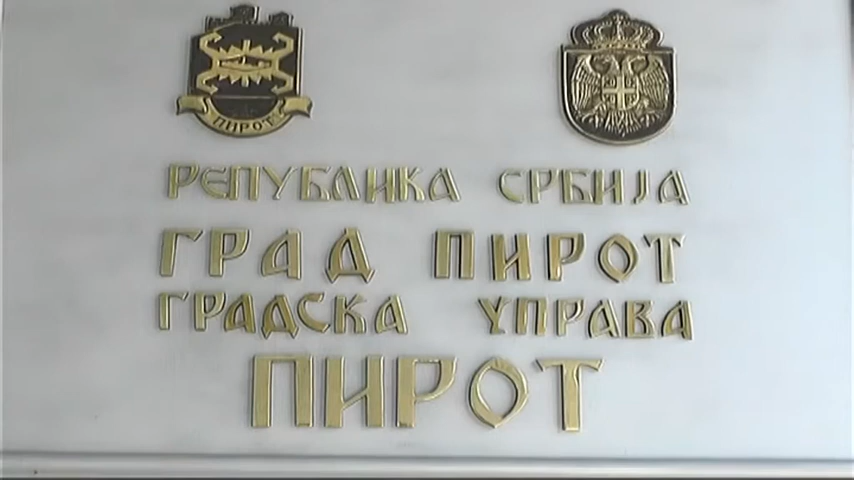 ПИРОТ
РЕПУБЛИКА СРБИЈА
ГРАД ПИРОТ
ГРАДСКА УПРАВА
ПИРОТ